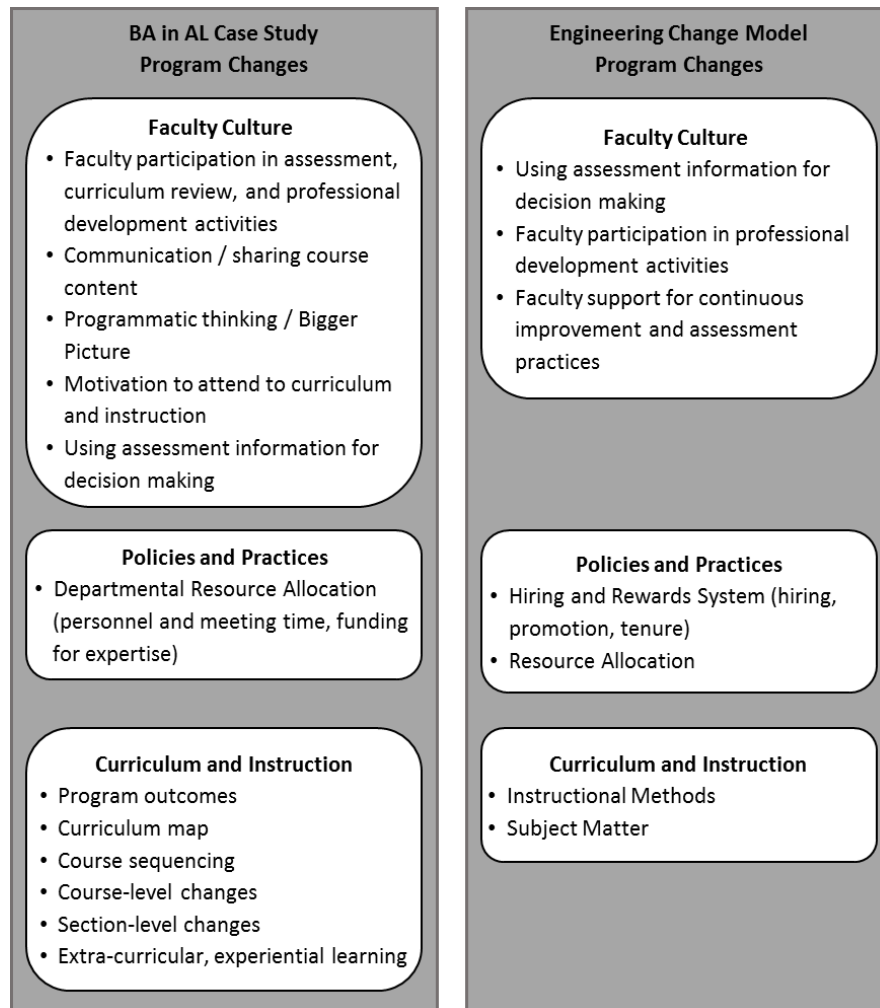 BA in AL Case Study
Program Changes
Faculty Culture
• Faculty participation in assessment,
curriculum review, and professional
development activities
• Communication / sharing course
content
• Programmatic thinking / Bigger
Picture
• Motivation to attend to curriculum
and instruction
• Using assessment information for
decision making
Policies and Practices
• Departmental Resource Allocation
(personnel and meeting time, funding
for expertise)
Curriculum and Instruction
• Program outcomes
• Curriculum map
• Course sequencing
• Course-level changes
• Section-level changes
• Extra-curricular, experiential learning
Engineering Change Model
Program Changes
Faculty Culture
• Using assessment information for
decision making
• Faculty participation in professional
development activities
• Faculty support for continuous
improvement and assessment
practices
Policies and Practices
• Hiring and Rewards System (hiring,
promotion, tenure)
• Resource Allocation
Curriculum and Instruction
• Instructional Methods
• Subject Matter